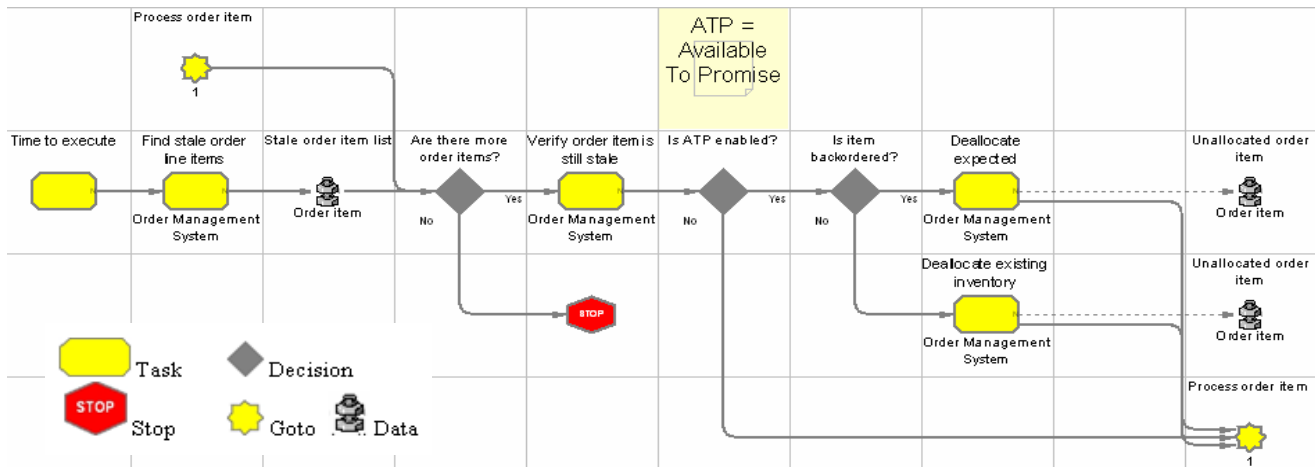 Process order item
1
ATP =
Available
To Promise
Time to execute
Find stale order
line items
Order Management
System
Stale order item list
Order item
Are there more
order items?
Yes
No
Verify order item is
still stale
Order Management
System
Is ATP enabled?
Yes
No
Is item
backordered?
Yes
No
Deallocate
expected
Order Management
System
Unallocated order
item
Order item
STOP
Deallocate existing
inventory
Order Management
System
Unallocated order
item
Order item
Process order item
1
Task
Decision
STOP
Stop
Goto
Data